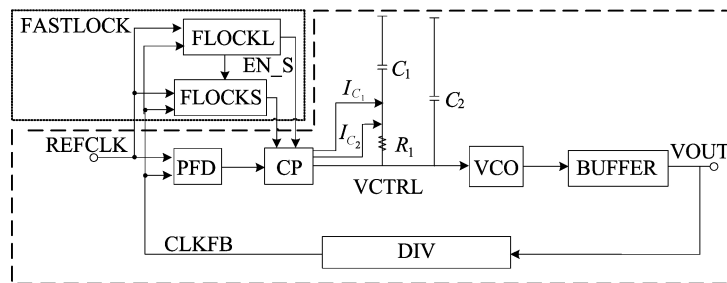 FASTLOCK
FLOCKL
EN_S
FLOCKS
C1
C2
IC1
IC2
R1
REFCLK
PFD
CP
VCTRL
VCO
BUFFER
VOUT
CLKFB
DIV